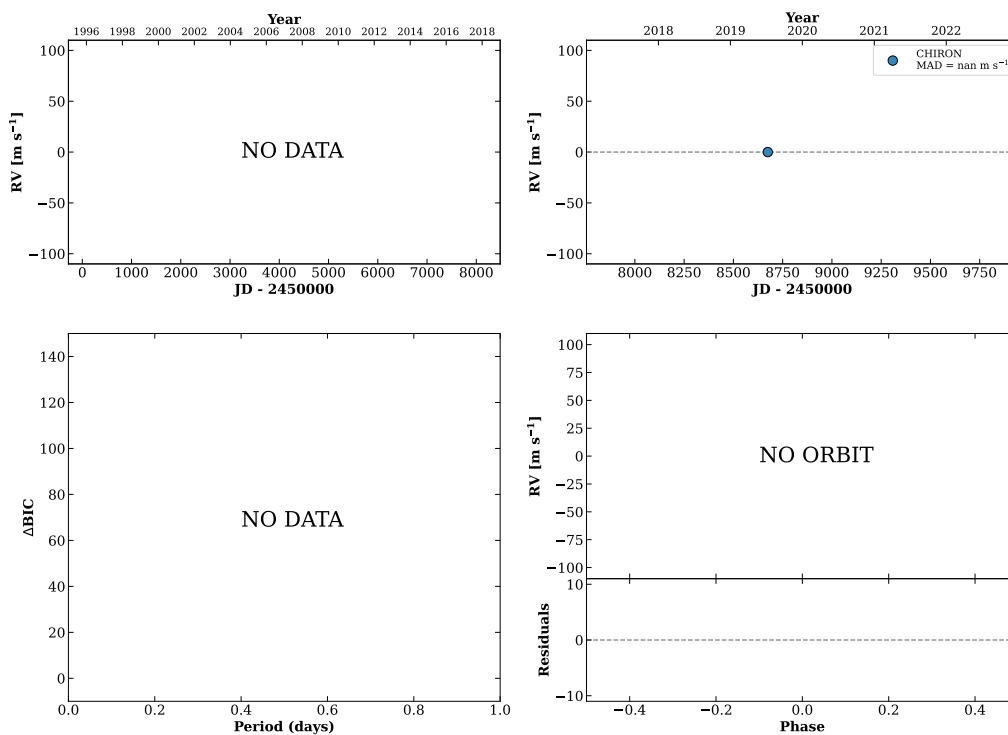 Year
1996 1998 2000 2002 2004 2006 2008 2010 2012 2014 2016 2018
100
50
0
−50
−100
RV [m s⁻¹]
NO DATA
0 1000 2000 3000 4000 5000 6000 7000 8000
JD - 2450000
Year
2018 2019 2020 2021 2022
100
50
0
−50
−100
RV [m s⁻¹]
CHIRON
MAD = nan m s⁻¹
8000 8250 8500 8750 9000 9250 9500 9750
JD - 2450000
140
120
100
80
60
40
20
0
ΔBIC
NO DATA
0.0 0.2 0.4 0.6 0.8 1.0
Period (days)
100
75
50
25
0
−25
−50
−75
−100
RV [m s⁻¹]
NO ORBIT
10
0
−10
Residuals
−0.4 −0.2 0.0 0.2 0.4
Phase